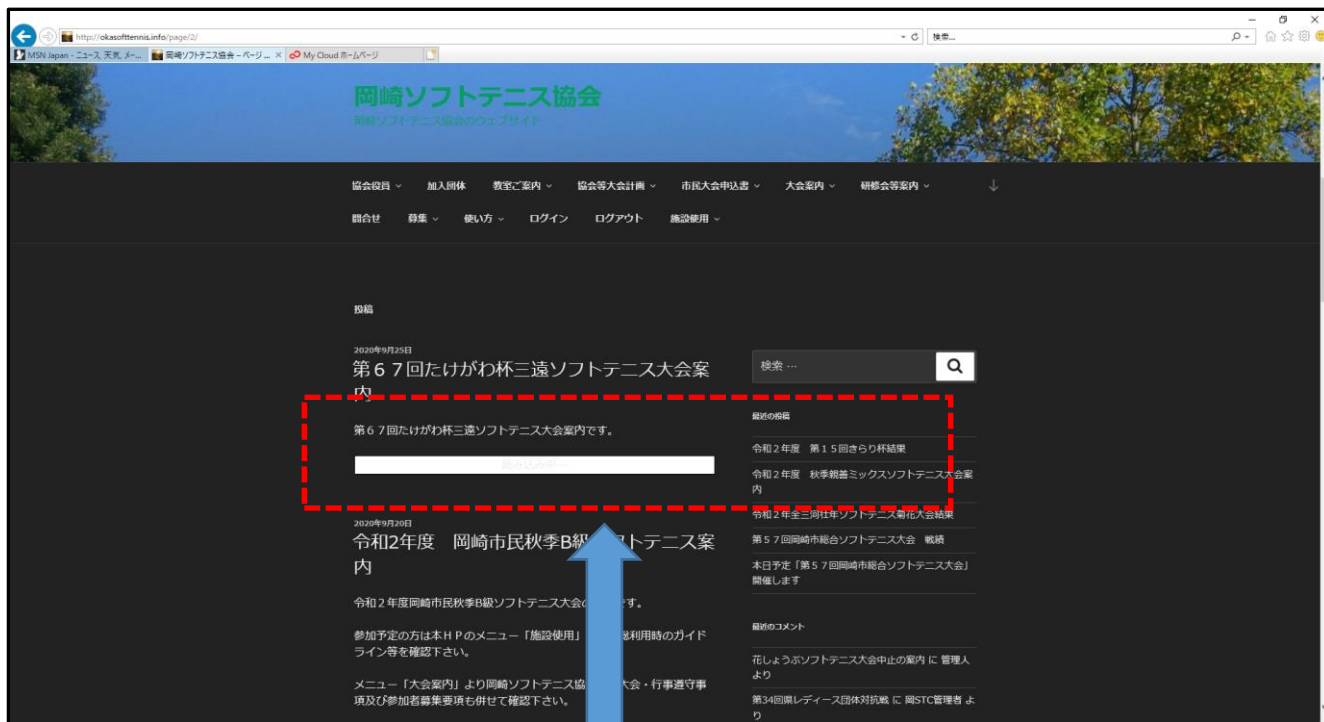 http://okasofttennis.info/page/2/
検索...
MSN Japan - ニュース, 天気, メー...
岡崎ソフトテニス協会 – ページ ...
My Cloud ホームページ
岡崎ソフトテニス協会
岡崎ソフトテニス協会のウェブサイト
協会役員 加入団体 教室ご案内 協会等大会計画 市民大会申込書 大会案内 研修会等案内
問合せ 募集 使い方 ログイン ログアウト 施設使用
投稿
2020年9月25日
第６７回たけがわ杯三遠ソフトテニス大会案
内
第６７回たけがわ杯三遠ソフトテニス大会案内です。
読み込み中…
2020年9月20日
令和2年度 岡崎市民秋季B級 フトテニス案
内
令和２年度岡崎市民秋季B級ソフトテニス大会 です。
参加予定の方は本ＨＰのメニュー「施設使用」 利用時のガイド
ライン等を確認下さい。
メニュー「大会案内」より岡崎ソフトテニス協 大会・行事遵守事
項及び参加者募集要項も併せて確認下さい。
検索 …
最近の投稿
令和２年度 第１５回きらり杯結果
令和２年度 秋季親善ミックスソフトテニス大会案
内
令和２年全三河壮年ソフトテニス菊花大会結果
第５７回岡崎市総合ソフトテニス大会 戦績
本日予定「第５７回岡崎市総合ソフトテニス大会」
開催します
最近のコメント
花しょうぶソフトテニス大会中止の案内 に 管理人
より
第34回県レディース団体対抗戦 に 岡STC管理者 よ
り